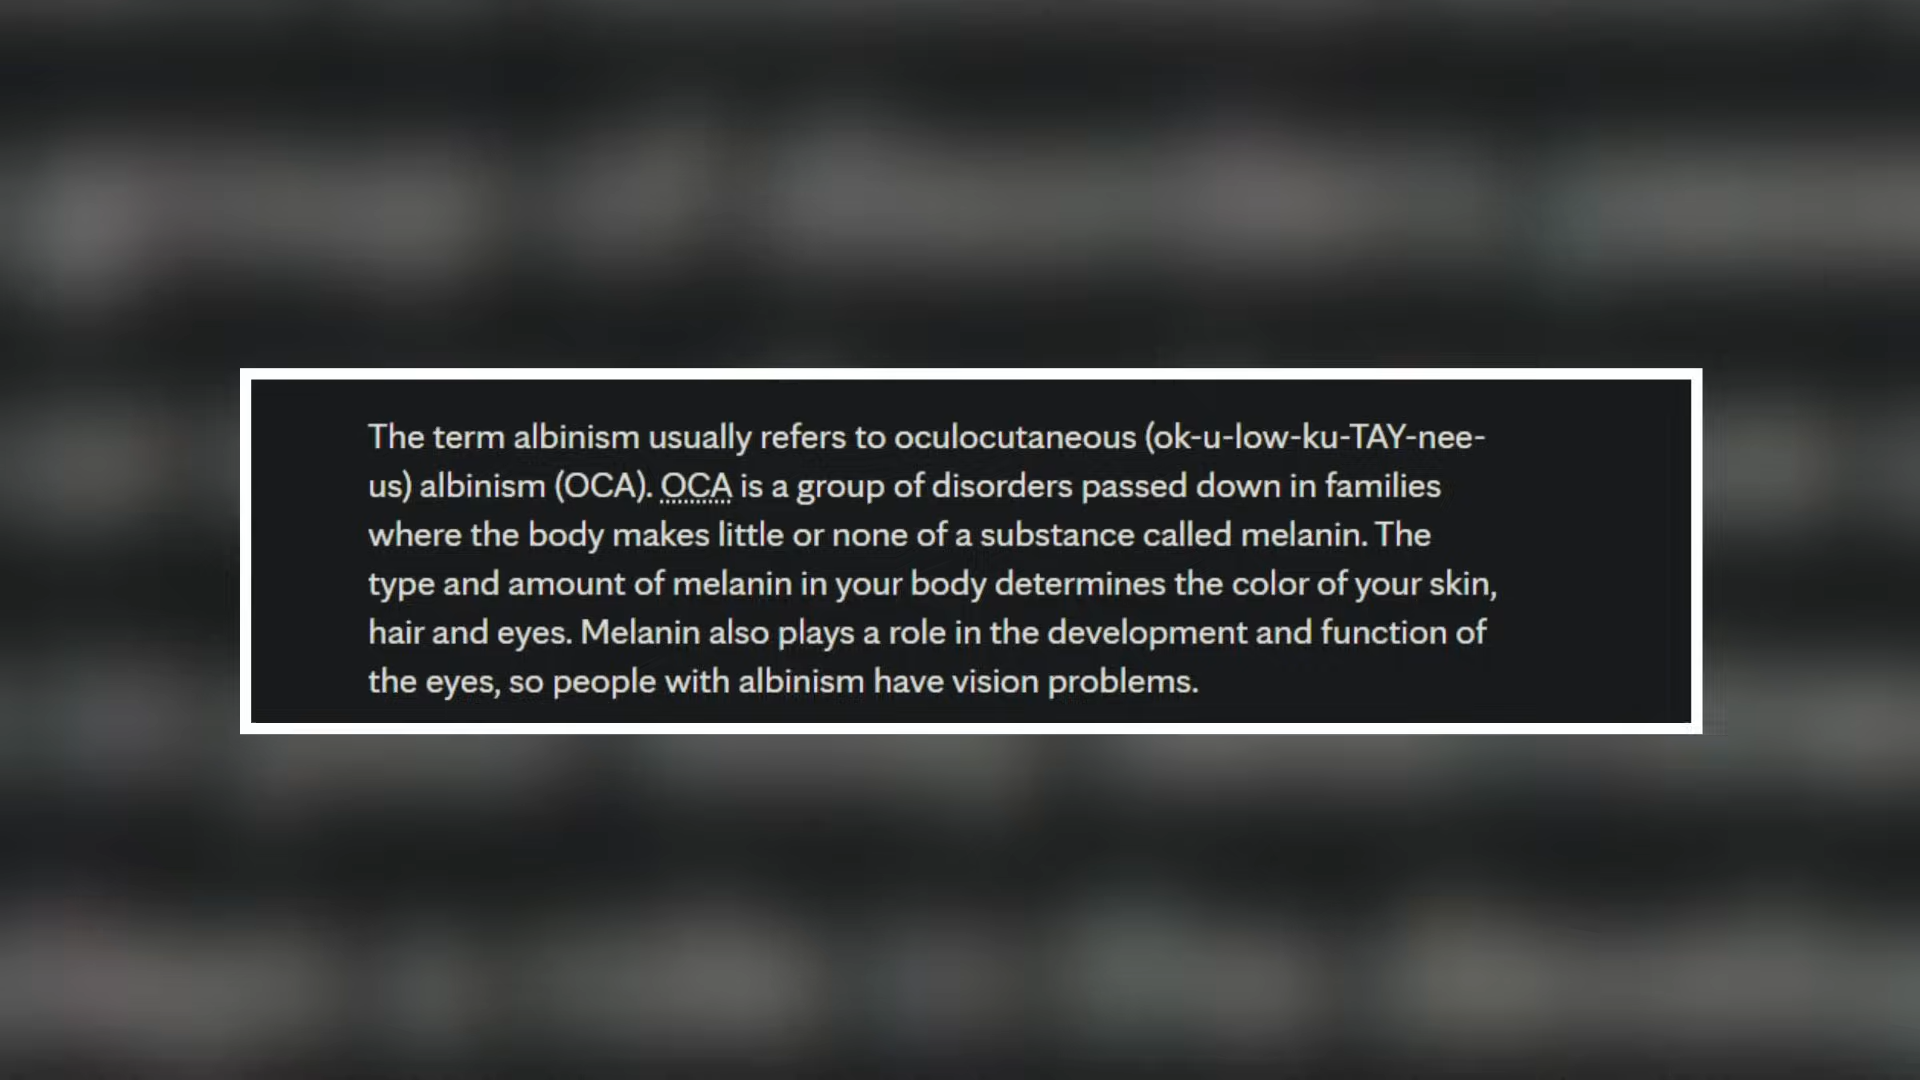 The term albinism usually refers to oculocutaneous (ok-u-low-ku-TAY-nee-
us) albinism (OCA). OCA is a group of disorders passed down in families
where the body makes little or none of a substance called melanin. The
type and amount of melanin in your body determines the color of your skin,
hair and eyes. Melanin also plays a role in the development and function of
the eyes, so people with albinism have vision problems.